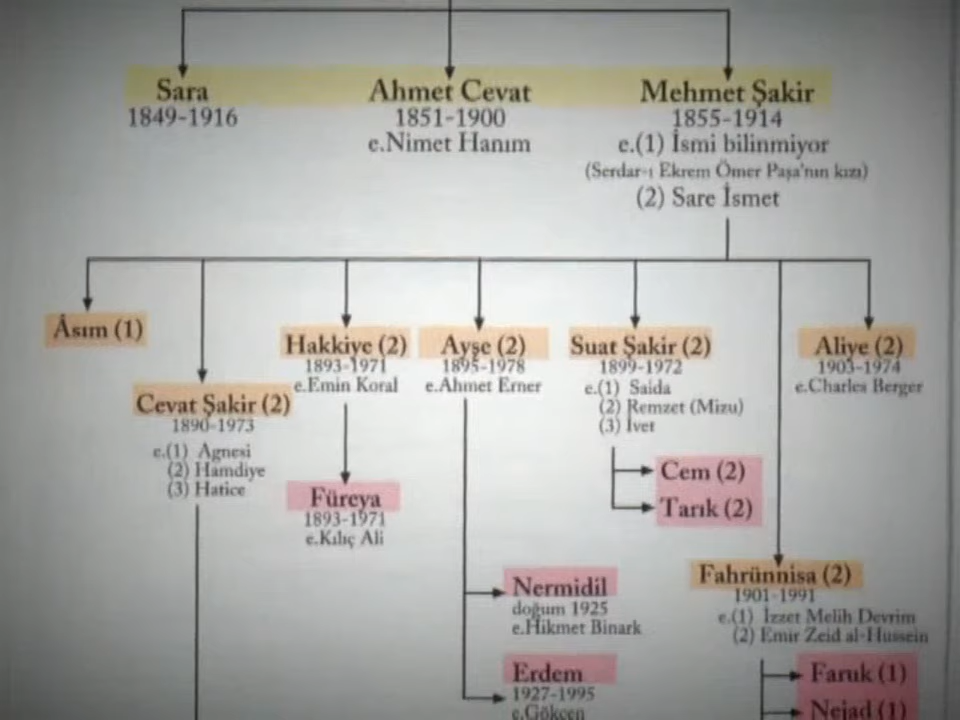 Sara
1849-1916
Ahmet Cevat
1851-1900
e.Nimet Hanım
Mehmet Şakir
1855-1914
e.(1) İsmi bilinmiyor
(Serdar-ı Ekrem Ömer Paşa'nın kızı)
(2) Sare İsmet
Âsım (1)
Cevat Şakir (2)
1890-1973
e.(1) Agnesi
(2) Hamdiye
(3) Hatice
Hakkiye (2)
1893-1971
e.Emin Koral
Füreya
1893-1971
e.Kılıç Ali
Ayşe (2)
1895-1978
e.Ahmet Erner
Nermidil
doğum 1925
e.Hikmet Binark
Erdem
1927-1995
e.Gökçen
Suat Şakir (2)
1899-1972
e.(1) Saida
(2) Remzet (Mizu)
(3) İvet
Cem (2)
Tarık (2)
Fahrünnisa (2)
1901-1991
e.(1) İzzet Melih Devrim
(2) Emir Zeid al-Hussein
Faruk (1)
Nejad (1)
Aliye (2)
1903-1974
e.Charles Berger